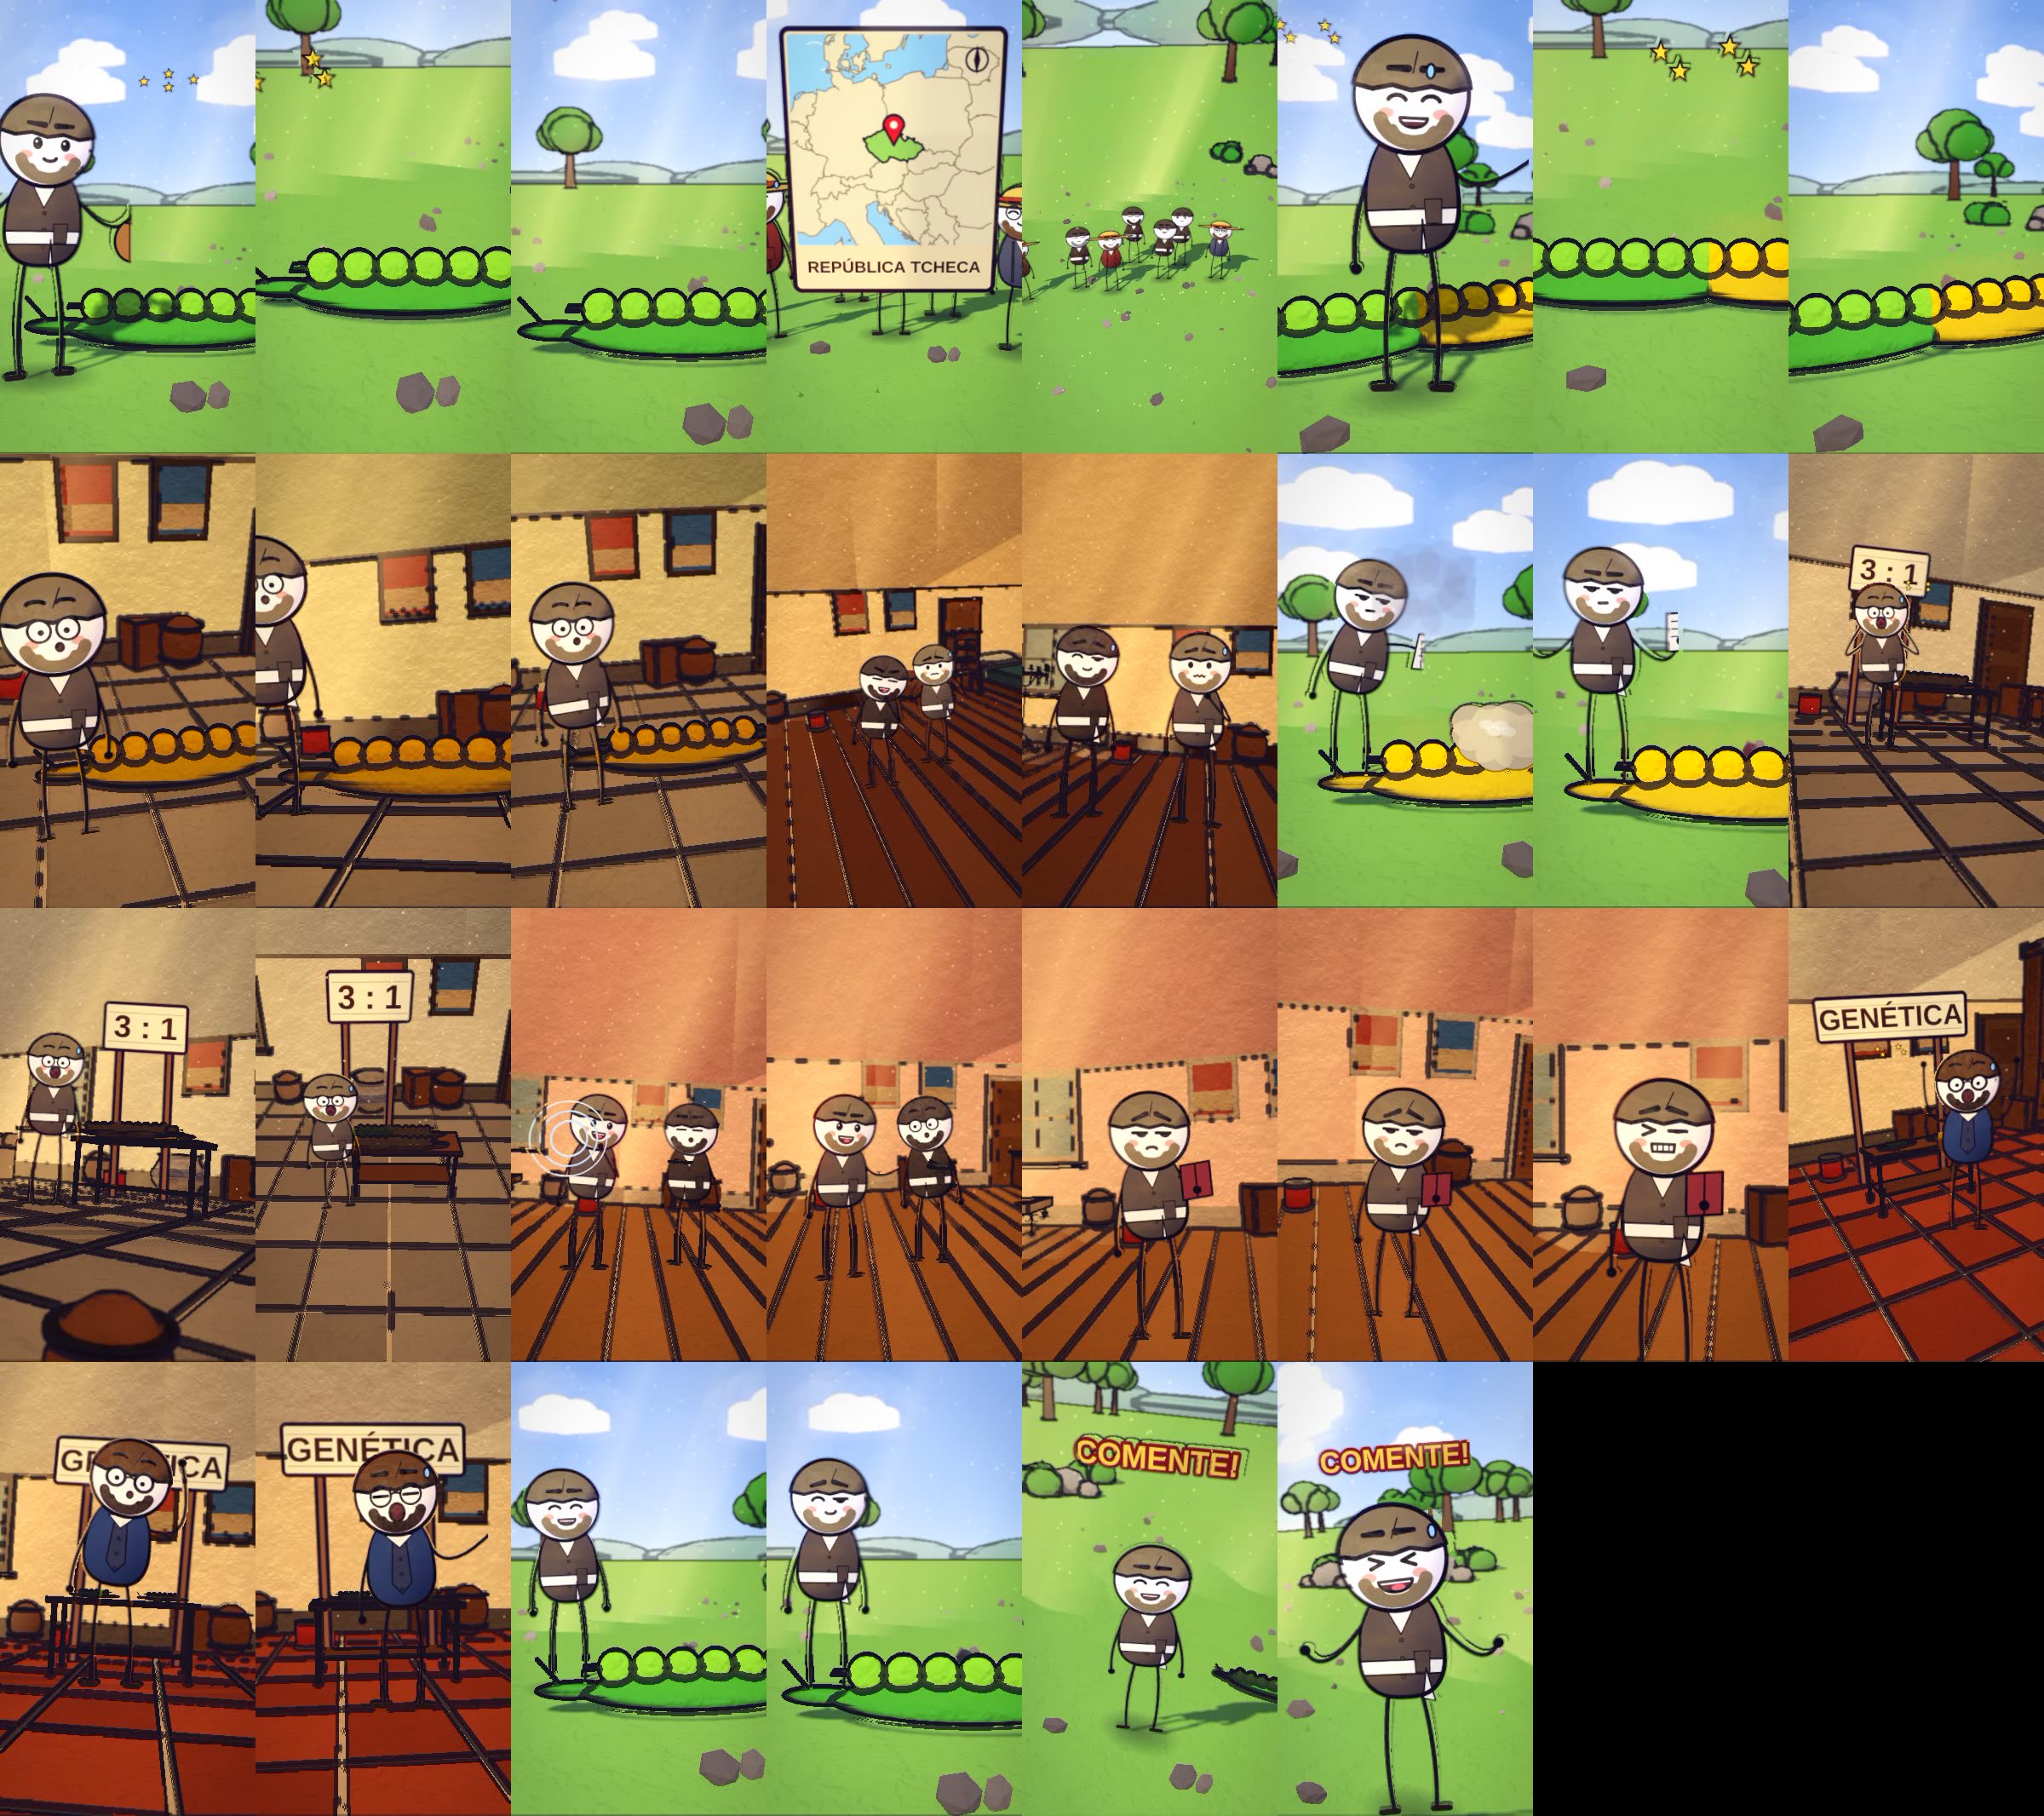 REPÚBLICA TCHECA
3 : 1
3 : 1
3 : 1
GENÉTICA
GENÉTICA
COMENTE!
COMENTE!